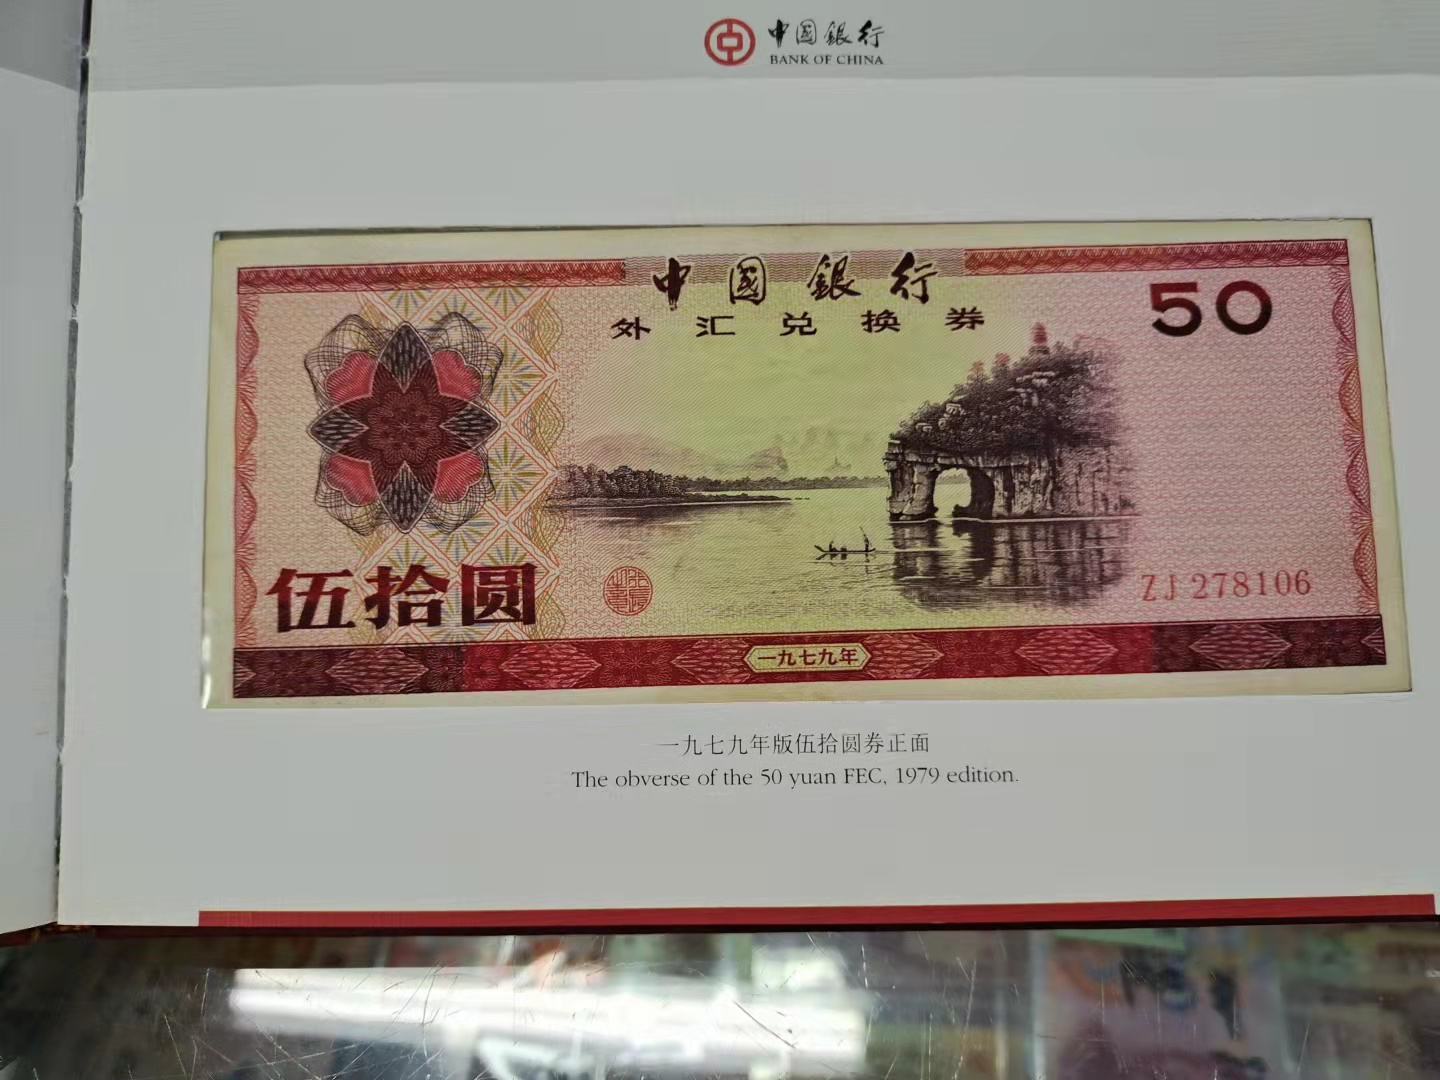 中國銀行
BANK OF CHINA
中國銀行
外汇兑换券
50
伍拾圆
ZJ 278106
一九七九年
一九七九年版伍拾圆券正面
The obverse of the 50 yuan FEC, 1979 edition.